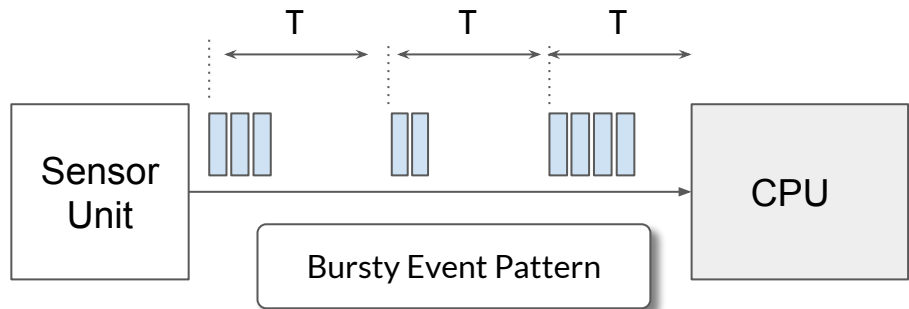 T T T
Sensor
Unit
CPU
Bursty Event Pattern